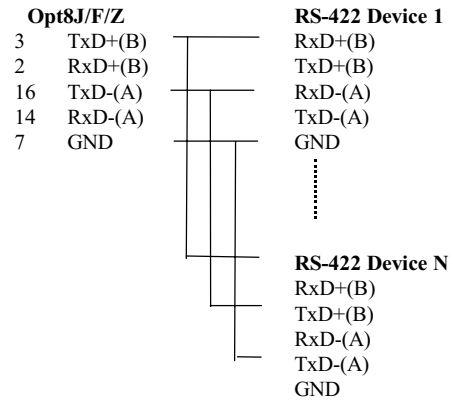 Opt8J/F/Z RS-422 Device 1
3 TxD+(B) RxD+(B)
2 RxD+(B) TxD+(B)
16 TxD-(A) RxD-(A)
14 RxD-(A) TxD-(A)
7 GND GND
RS-422 Device N
RxD+(B)
TxD+(B)
RxD-(A)
TxD-(A)
GND